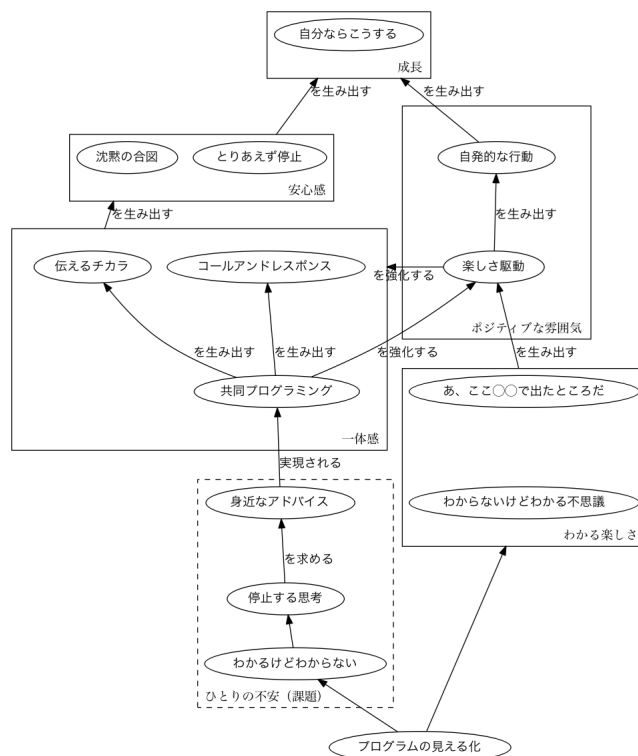 自分ならこうする
成長
を生み出す
を生み出す
沈黙の合図
とりあえず停止
安心感
自発的な行動
を生み出す
を生み出す
伝えるチカラ
コールアンドレスポンス
を強化する
楽しさ駆動
ポジティブな雰囲気
を生み出す
を生み出す
を強化する
を生み出す
共同プログラミング
一体感
あ、ここ◯◯で出たところだ
実現される
身近なアドバイス
わからないけどわかる不思議
わかる楽しさ
を求める
停止する思考
わかるけどわからない
ひとりの不安（課題）
プログラムの見える化